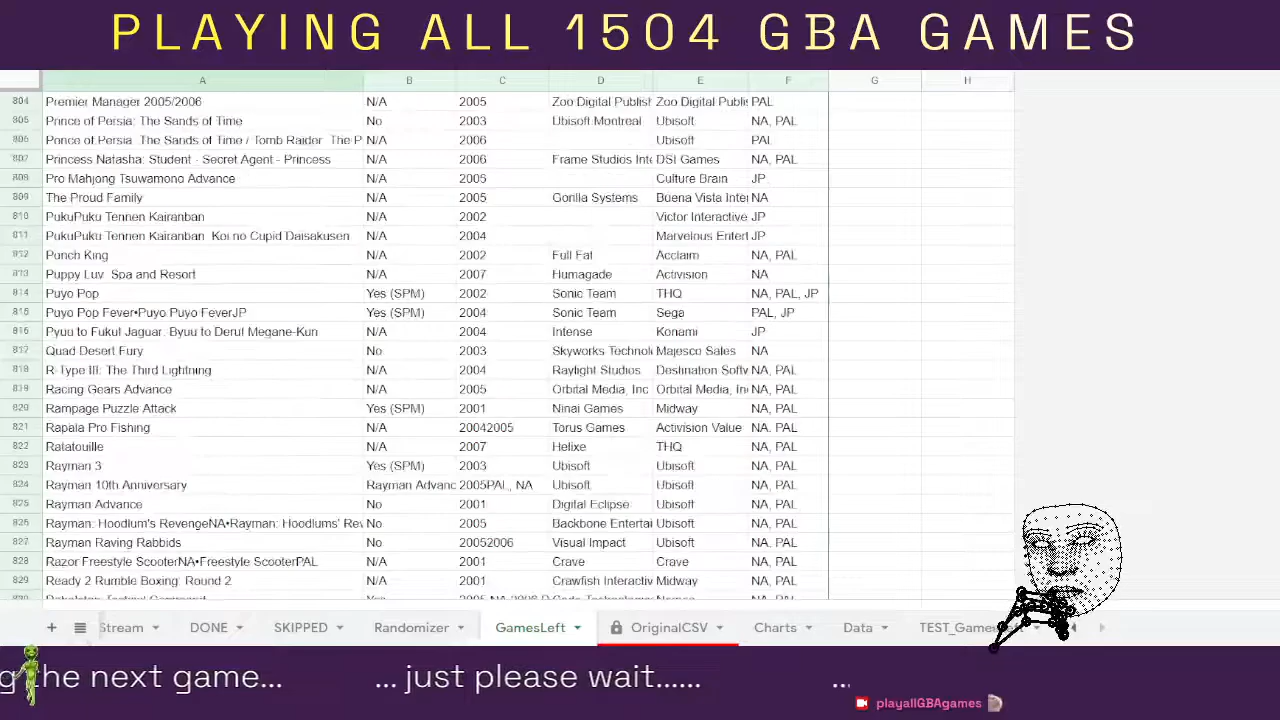 PLAYING ALL 1504 GBA GAMES
A B C D E F G H
804 Premier Manager 2005/2006 N/A 2005 Zoo Digital Publish Zoo Digital Publis PAL
805 Prince of Persia: The Sands of Time No 2003 Ubisoft Montreal Ubisoft NA, PAL
806 Prince of Persia: The Sands of Time / Tomb Raider: The P N/A 2006 Ubisoft PAL
807 Princess Natasha: Student - Secret Agent - Princess N/A 2006 Frame Studios Inte DSI Games NA, PAL
808 Pro Mahjong Tsuwamono Advance N/A 2005 Culture Brain JP
809 The Proud Family N/A 2005 Gorilla Systems Buena Vista Inter NA
810 PukuPuku Tennen Kairanban N/A 2002 Victor Interactive JP
811 PukuPuku Tennen Kairanban: Koi no Cupid Daisakusen N/A 2004 Marvelous Entert JP
812 Punch King N/A 2002 Full Fat Acclaim NA, PAL
813 Puppy Luv: Spa and Resort N/A 2007 Humagade Activision NA
814 Puyo Pop Yes (SPM) 2002 Sonic Team THQ NA, PAL, JP
815 Puyo Pop Fever•Puyo Puyo FeverJP Yes (SPM) 2004 Sonic Team Sega PAL, JP
816 Pyuu to Fuku! Jaguar: Byuu to Deru! Megane-Kun N/A 2004 Intense Konami JP
817 Quad Desert Fury No 2003 Skyworks Technol Majesco Sales NA
818 R-Type III: The Third Lightning N/A 2004 Raylight Studios Destination Softw NA, PAL
819 Racing Gears Advance N/A 2005 Orbital Media, Inc Orbital Media, Inc NA, PAL
820 Rampage Puzzle Attack Yes (SPM) 2001 Ninai Games Midway NA, PAL
821 Rapala Pro Fishing N/A 20042005 Torus Games Activision Value NA, PAL
822 Ratatouille N/A 2007 Helixe THQ NA, PAL
823 Rayman 3 Yes (SPM) 2003 Ubisoft Ubisoft NA, PAL
824 Rayman 10th Anniversary Rayman Advanc 2005PAL, NA Ubisoft Ubisoft NA, PAL
825 Rayman Advance No 2001 Digital Eclipse Ubisoft NA, PAL
826 Rayman: Hoodlum's RevengeNA•Rayman: Hoodlums' Rev No 2005 Backbone Entertai Ubisoft NA, PAL
827 Rayman Raving Rabbids No 20052006 Visual Impact Ubisoft NA, PAL
828 Razor Freestyle ScooterNA•Freestyle ScooterPAL N/A 2001 Crave Crave NA, PAL
829 Ready 2 Rumble Boxing: Round 2 N/A 2001 Crawfish Interactiv Midway NA, PAL
+ Stream DONE SKIPPED Randomizer GamesLeft OriginalCSV Charts Data
g the next game... ... just please wait...... ...
playallGBAgames